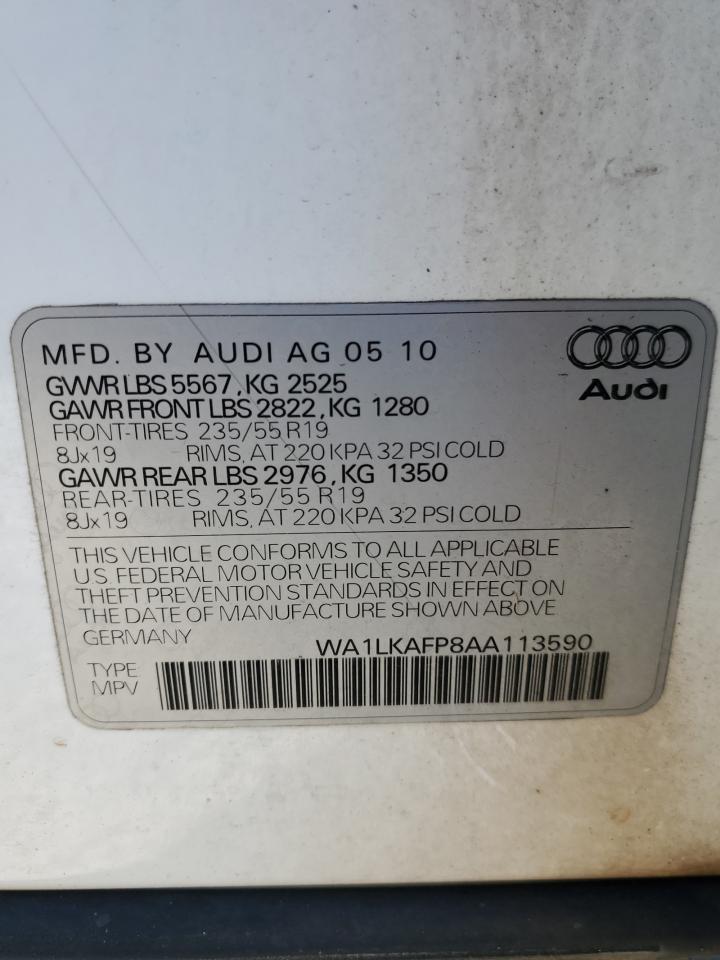 MFD. BY AUDI AG 05 10
Audi
GVWR LBS 5567, KG 2525
GAWR FRONT LBS 2822, KG 1280
FRONT-TIRES 235/55 R19
8Jx19 RIMS, AT 220 KPA 32 PSI COLD
GAWR REAR LBS 2976, KG 1350
REAR-TIRES 235/55 R19
8Jx19 RIMS, AT 220 KPA 32 PSI COLD
THIS VEHICLE CONFORMS TO ALL APPLICABLE
U.S. FEDERAL MOTOR VEHICLE SAFETY AND
THEFT PREVENTION STANDARDS IN EFFECT ON
THE DATE OF MANUFACTURE SHOWN ABOVE
GERMANY WA1LKAFP8AA113590
TYPE
MPV